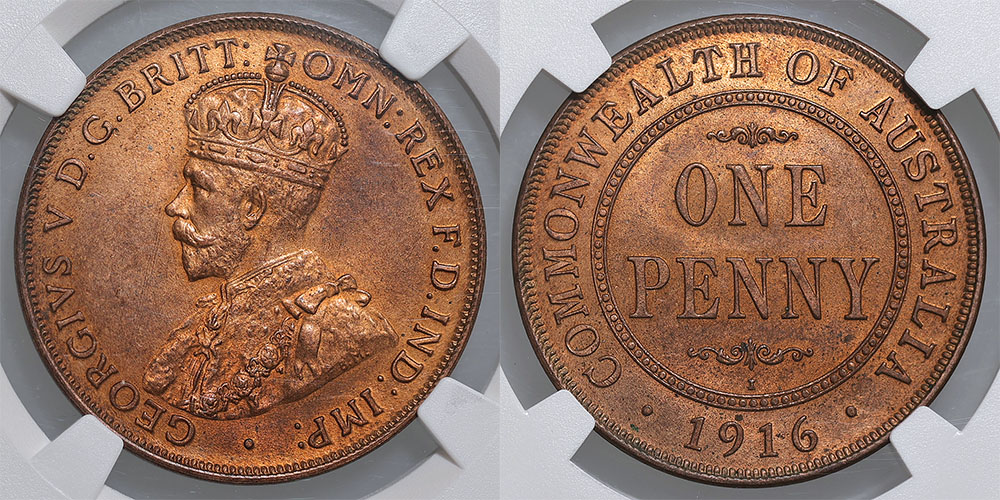 GEORGIVS V D.G.BRITT: OMN:REX F.D.IND:IMP:
COMMONWEALTH OF AUSTRALIA
ONE
PENNY
I
1916